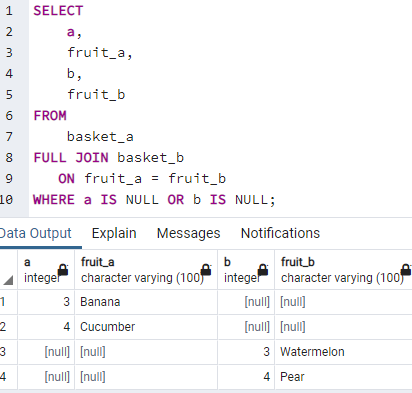 1 SELECT
2 a,
3 fruit_a,
4 b,
5 fruit_b
6 FROM
7 basket_a
8 FULL JOIN basket_b
9 ON fruit_a = fruit_b
10 WHERE a IS NULL OR b IS NULL;
Data Output Explain Messages Notifications
a fruit_a b fruit_b
integer character varying (100) integer character varying (100)
1 3 Banana [null] [null]
2 4 Cucumber [null] [null]
3 [null] [null] 3 Watermelon
4 [null] [null] 4 Pear